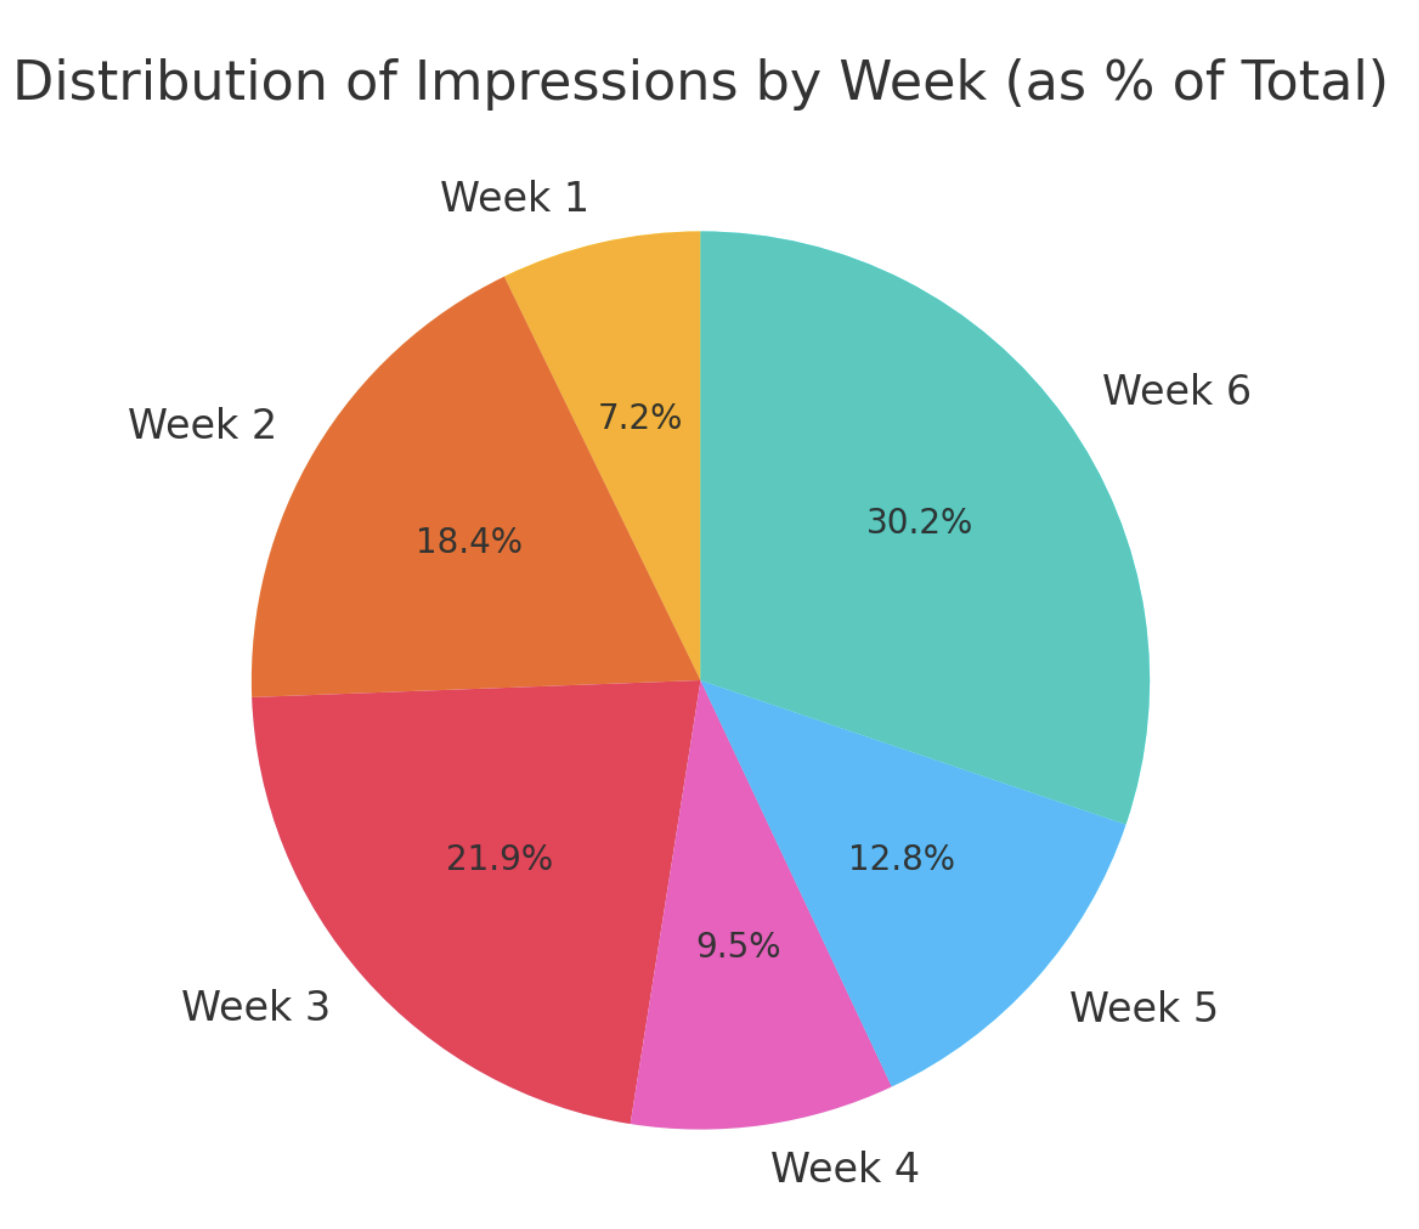 Distribution of Impressions by Week (as % of Total)
Week 1
7.2%
Week 2
18.4%
Week 3
21.9%
Week 4
9.5%
Week 5
12.8%
Week 6
30.2%